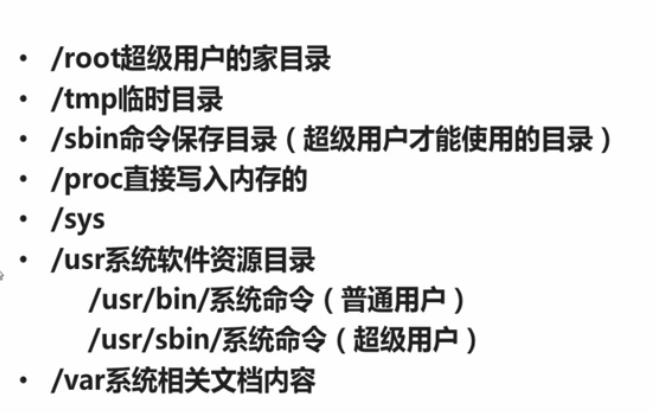 • /root超级用户的家目录
• /tmp临时目录
• /sbin命令保存目录（超级用户才能使用的目录）
• /proc直接写入内存的
• /sys
• /usr系统软件资源目录
/usr/bin/系统命令（普通用户）
/usr/sbin/系统命令（超级用户）
• /var系统相关文档内容